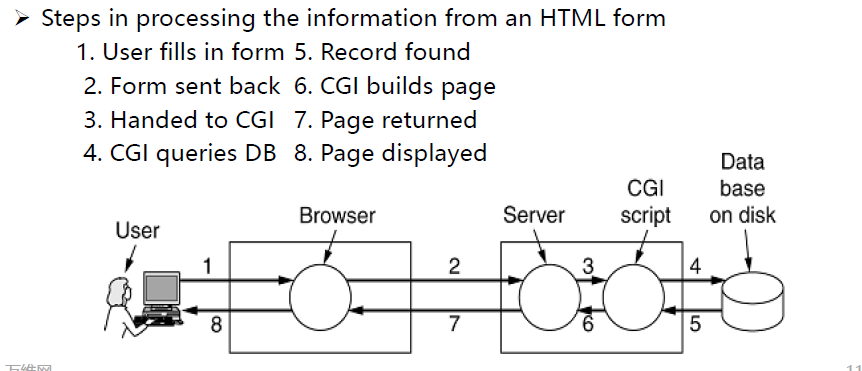 ➢ Steps in processing the information from an HTML form
1. User fills in form 5. Record found
2. Form sent back 6. CGI builds page
3. Handed to CGI 7. Page returned
4. CGI queries DB 8. Page displayed
Data
base
on disk
CGI
script
Server
Browser
User
1
2
3
4
8
7
6
5
万维网
11